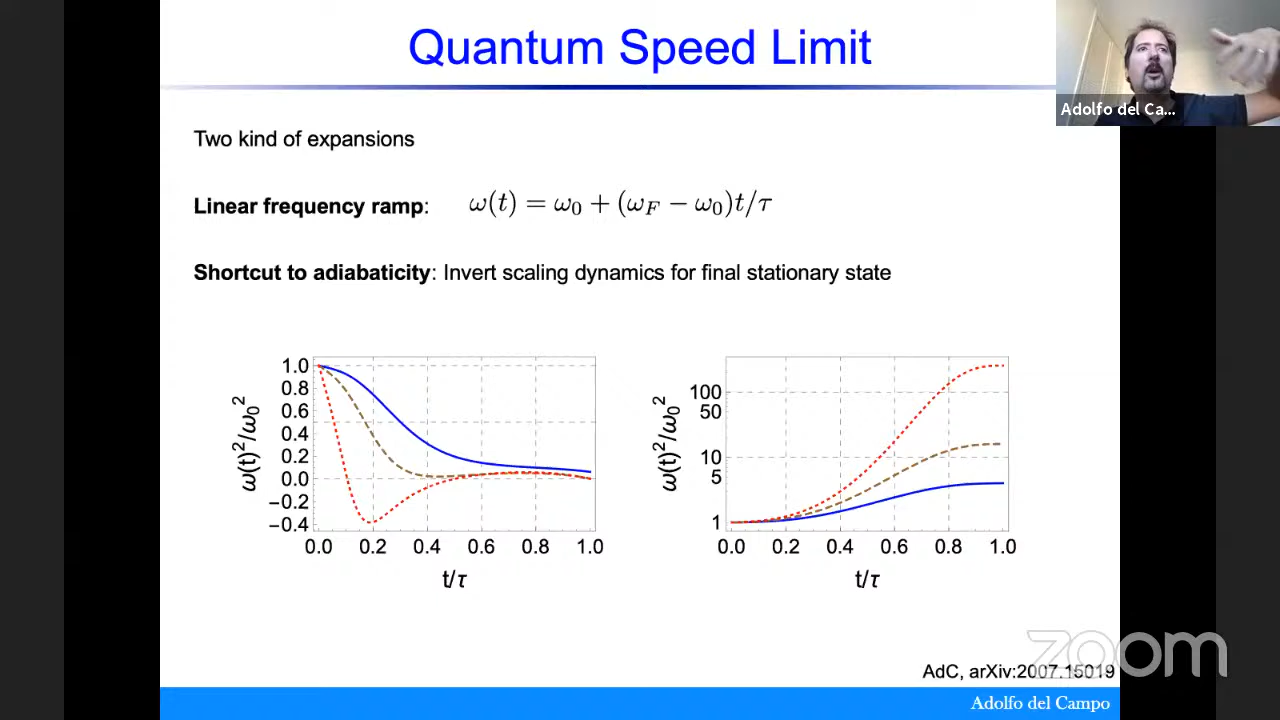 Quantum Speed Limit
Adolfo del Ca...
Two kind of expansions
Linear frequency ramp: ω(t) = ω₀ + (ω_F − ω₀)t/τ
Shortcut to adiabaticity: Invert scaling dynamics for final stationary state
ω(t)²/ω₀²
1.0
0.8
0.6
0.4
0.2
0.0
−0.2
−0.4
0.0 0.2 0.4 0.6 0.8 1.0
t/τ
ω(t)²/ω₀²
100
50
10
5
1
0.0 0.2 0.4 0.6 0.8 1.0
t/τ
zoom
AdC, arXiv:2007.15019
Adolfo del Campo